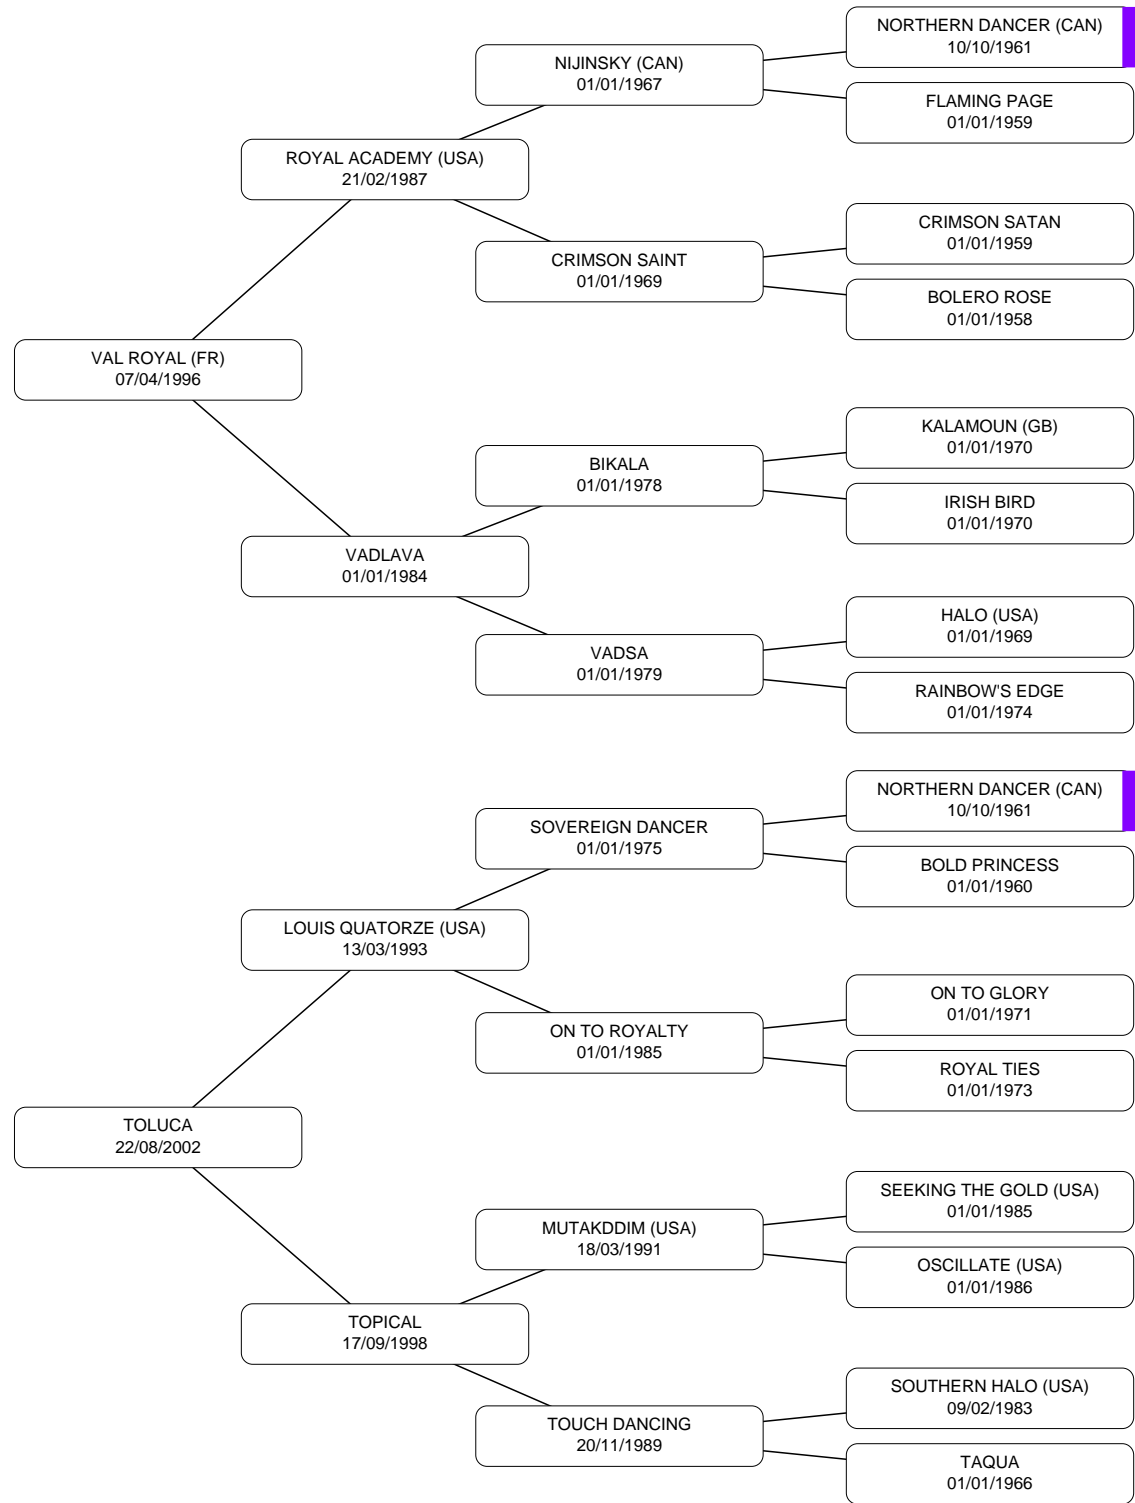 NORTHERN DANCER (CAN)
10/10/1961
NIJINSKY (CAN)
01/01/1967
FLAMING PAGE
01/01/1959
ROYAL ACADEMY (USA)
21/02/1987
CRIMSON SATAN
01/01/1959
CRIMSON SAINT
01/01/1969
BOLERO ROSE
01/01/1958
VAL ROYAL (FR)
07/04/1996
KALAMOUN (GB)
01/01/1970
BIKALA
01/01/1978
IRISH BIRD
01/01/1970
VADLAVA
01/01/1984
HALO (USA)
01/01/1969
VADSA
01/01/1979
RAINBOW'S EDGE
01/01/1974
NORTHERN DANCER (CAN)
10/10/1961
SOVEREIGN DANCER
01/01/1975
BOLD PRINCESS
01/01/1960
LOUIS QUATORZE (USA)
13/03/1993
ON TO GLORY
01/01/1971
ON TO ROYALTY
01/01/1985
ROYAL TIES
01/01/1973
TOLUCA
22/08/2002
SEEKING THE GOLD (USA)
01/01/1985
MUTAKDDIM (USA)
18/03/1991
OSCILLATE (USA)
01/01/1986
TOPICAL
17/09/1998
SOUTHERN HALO (USA)
09/02/1983
TOUCH DANCING
20/11/1989
TAQUA
01/01/1966